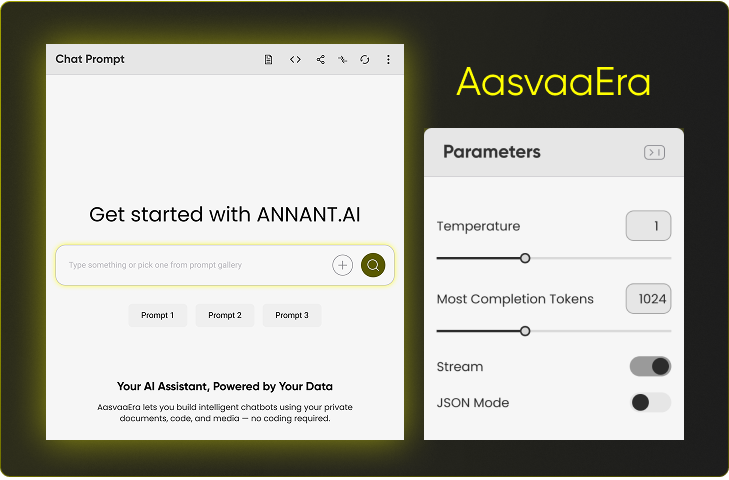 Chat Prompt
Get started with ANNANT.AI
Type something or pick one from prompt gallery
Prompt 1
Prompt 2
Prompt 3
Your AI Assistant, Powered by Your Data
AasvaaEra lets you build intelligent chatbots using your private
documents, code, and media — no coding required.
AasvaaEra
Parameters
Temperature
1
Most Completion Tokens
1024
Stream
JSON Mode